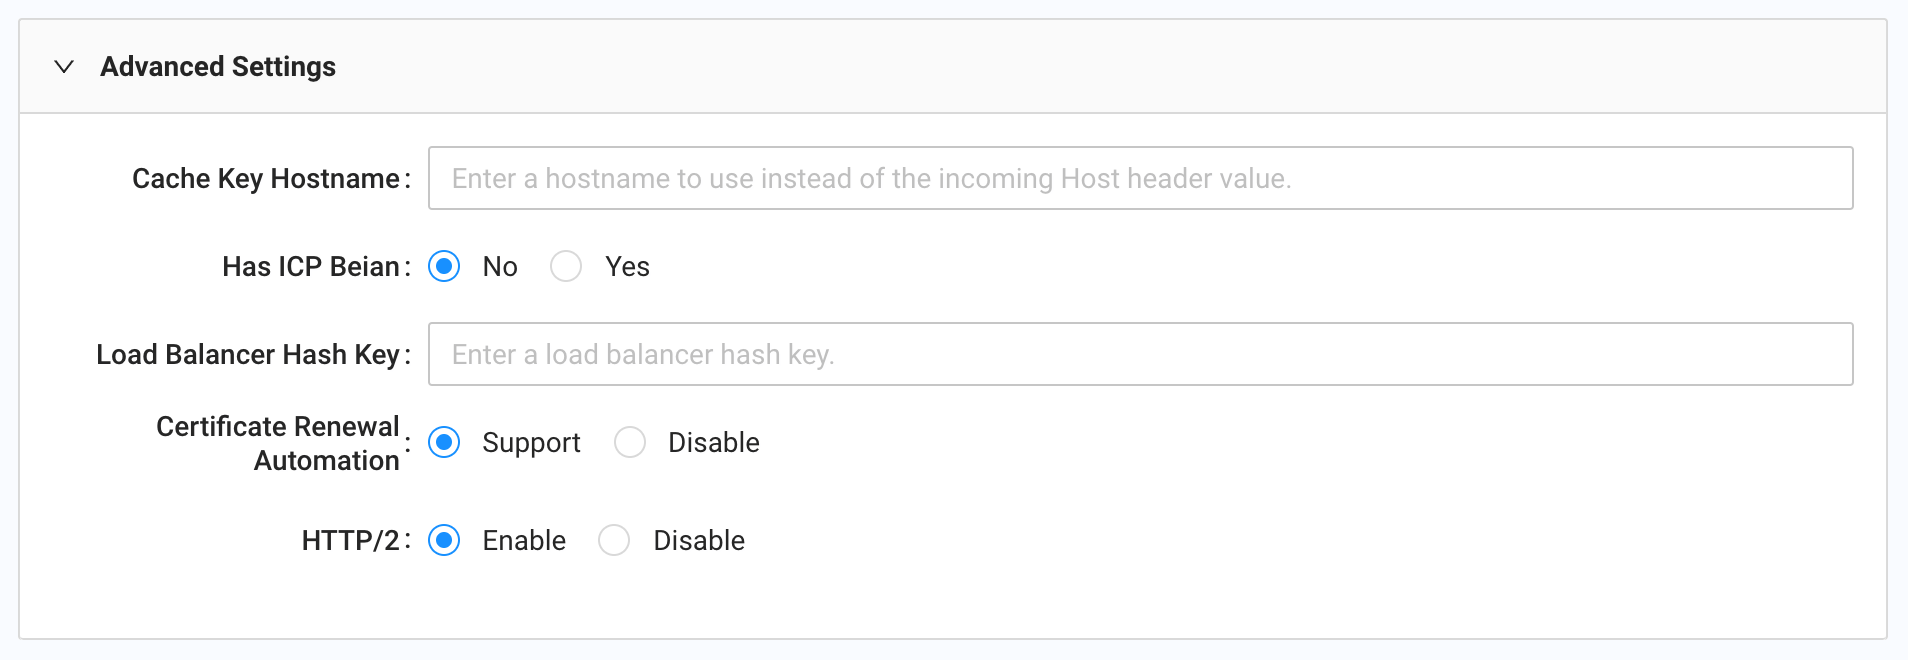 Advanced Settings
Cache Key Hostname: Enter a hostname to use instead of the incoming Host header value.
Has ICP Beian: No Yes
Load Balancer Hash Key: Enter a load balancer hash key.
Certificate Renewal
Automation: Support Disable
HTTP/2: Enable Disable